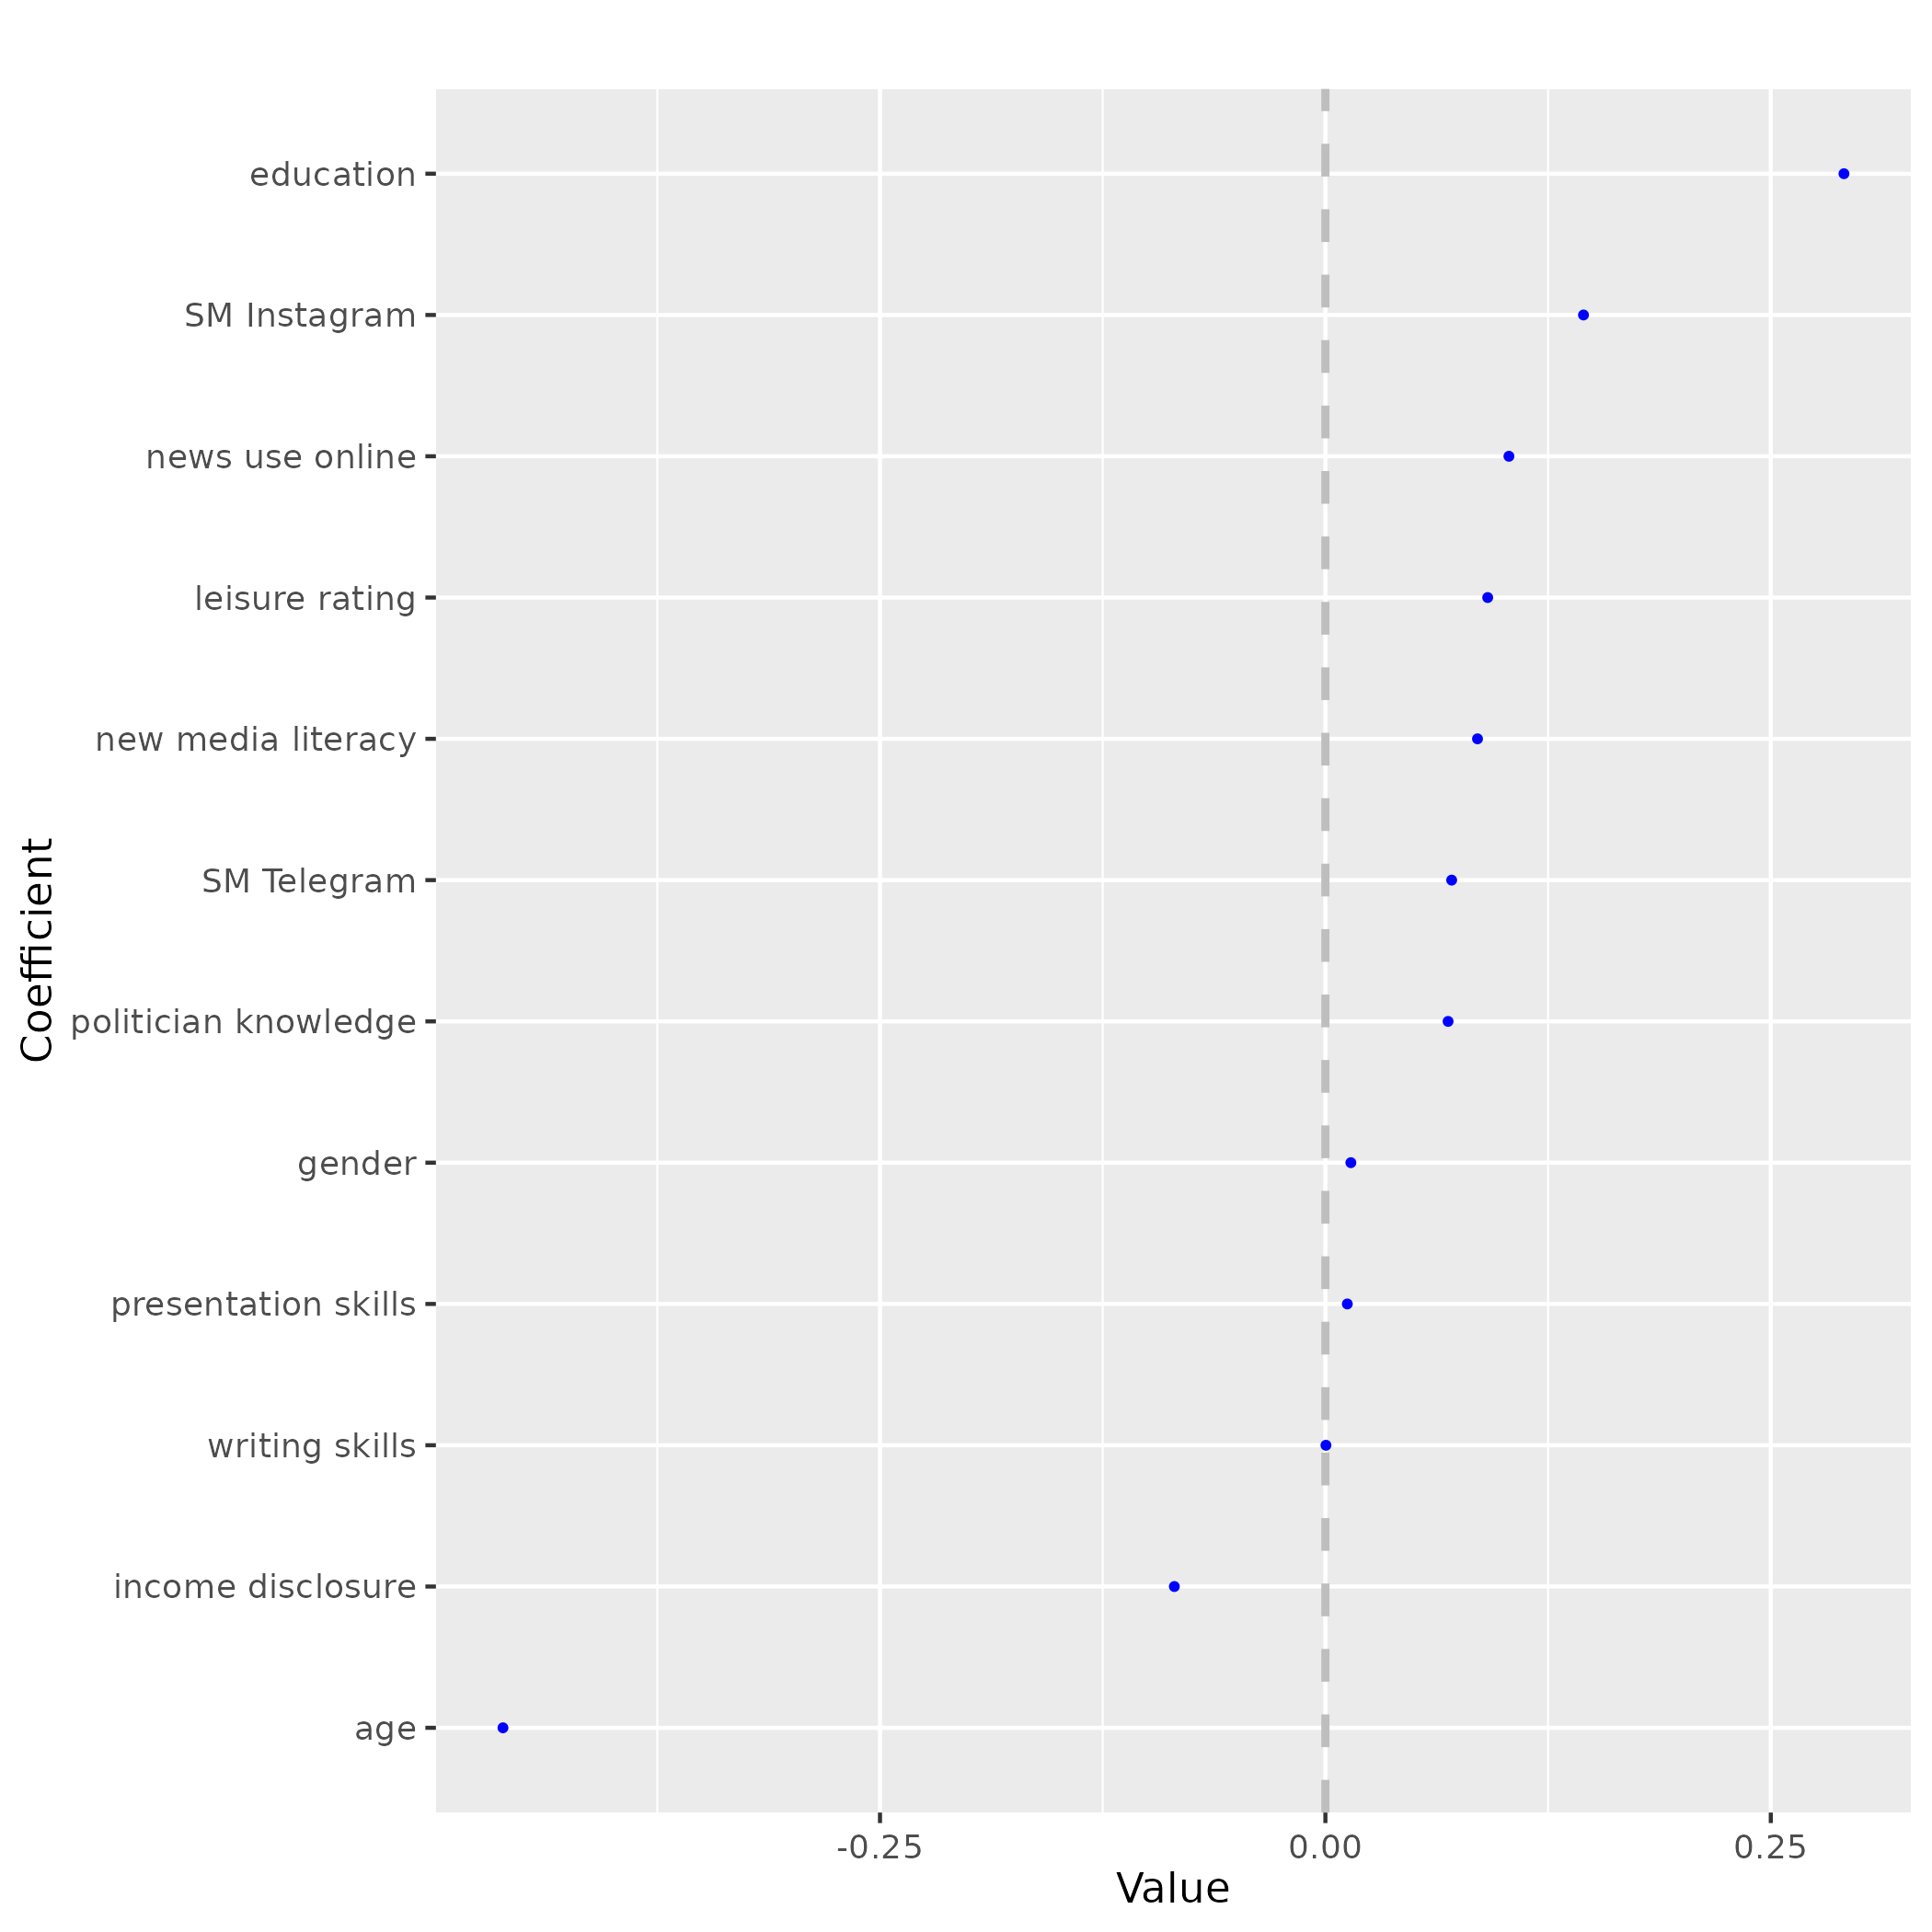 education
SM Instagram
news use online
leisure rating
new media literacy
SM Telegram
politician knowledge
gender
presentation skills
writing skills
income disclosure
age
Coefficient
-0.25 0.00 0.25
Value